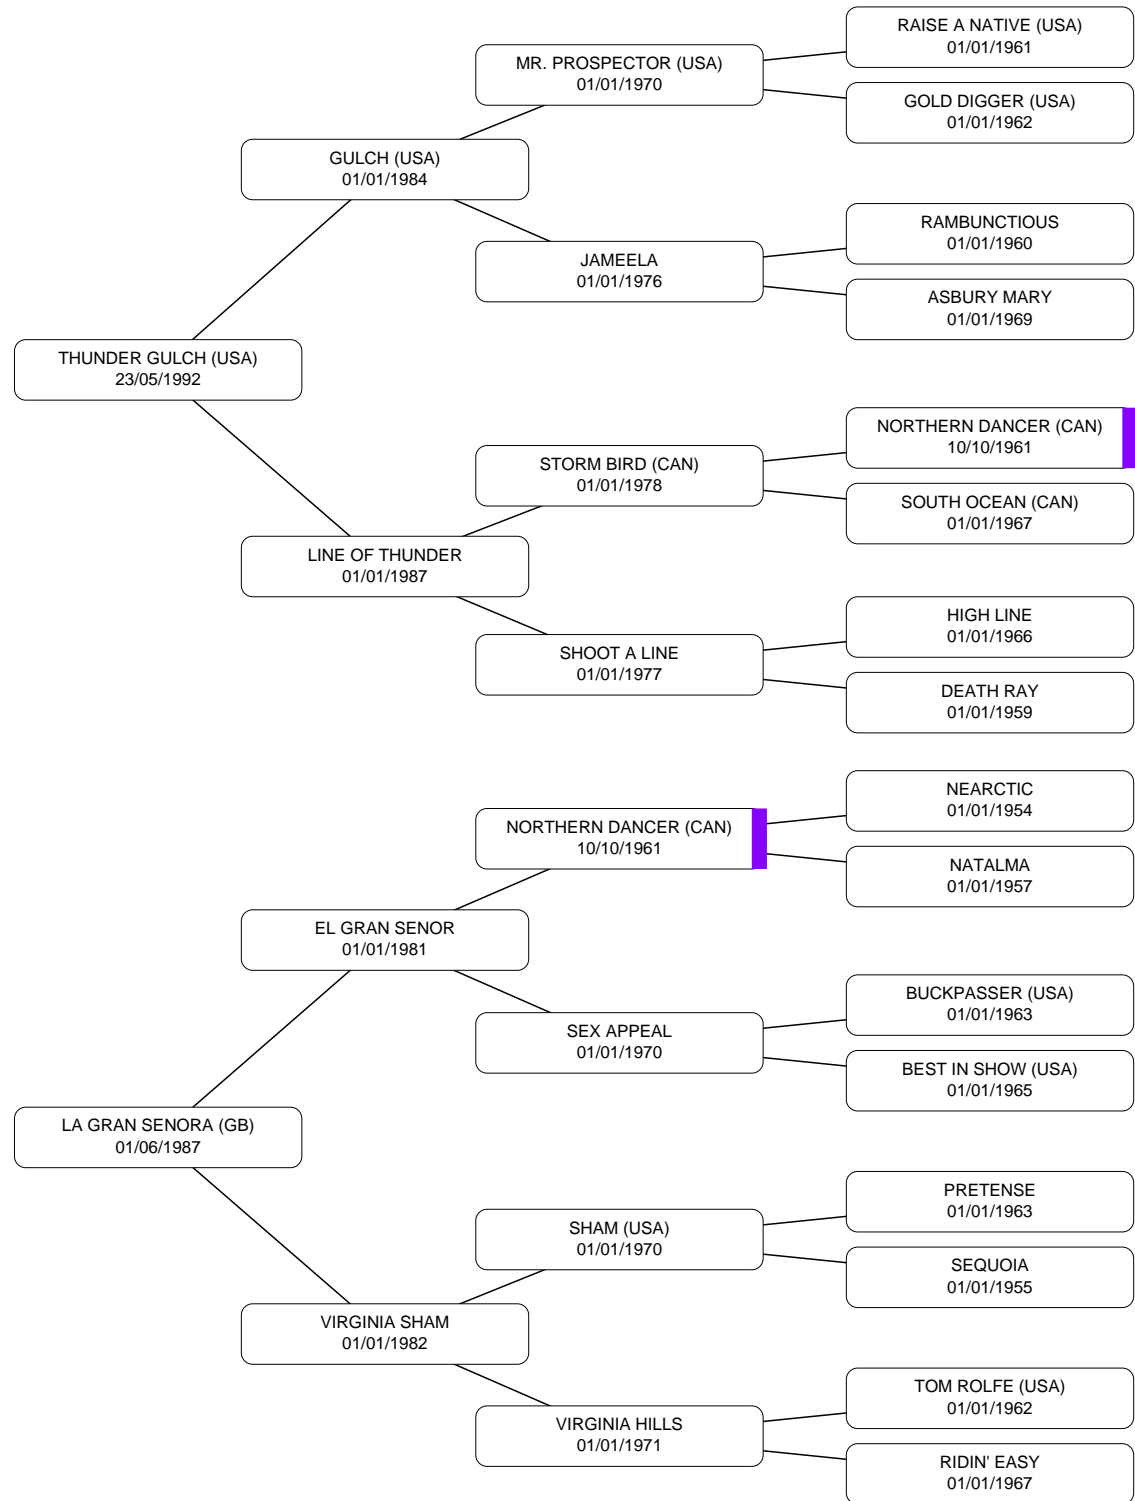 RAISE A NATIVE (USA)
01/01/1961
MR. PROSPECTOR (USA)
01/01/1970
GOLD DIGGER (USA)
01/01/1962
GULCH (USA)
01/01/1984
RAMBUNCTIOUS
01/01/1960
JAMEELA
01/01/1976
ASBURY MARY
01/01/1969
THUNDER GULCH (USA)
23/05/1992
NORTHERN DANCER (CAN)
10/10/1961
STORM BIRD (CAN)
01/01/1978
SOUTH OCEAN (CAN)
01/01/1967
LINE OF THUNDER
01/01/1987
HIGH LINE
01/01/1966
SHOOT A LINE
01/01/1977
DEATH RAY
01/01/1959
NEARCTIC
01/01/1954
NORTHERN DANCER (CAN)
10/10/1961
NATALMA
01/01/1957
EL GRAN SENOR
01/01/1981
BUCKPASSER (USA)
01/01/1963
SEX APPEAL
01/01/1970
BEST IN SHOW (USA)
01/01/1965
LA GRAN SENORA (GB)
01/06/1987
PRETENSE
01/01/1963
SHAM (USA)
01/01/1970
SEQUOIA
01/01/1955
VIRGINIA SHAM
01/01/1982
TOM ROLFE (USA)
01/01/1962
VIRGINIA HILLS
01/01/1971
RIDIN' EASY
01/01/1967